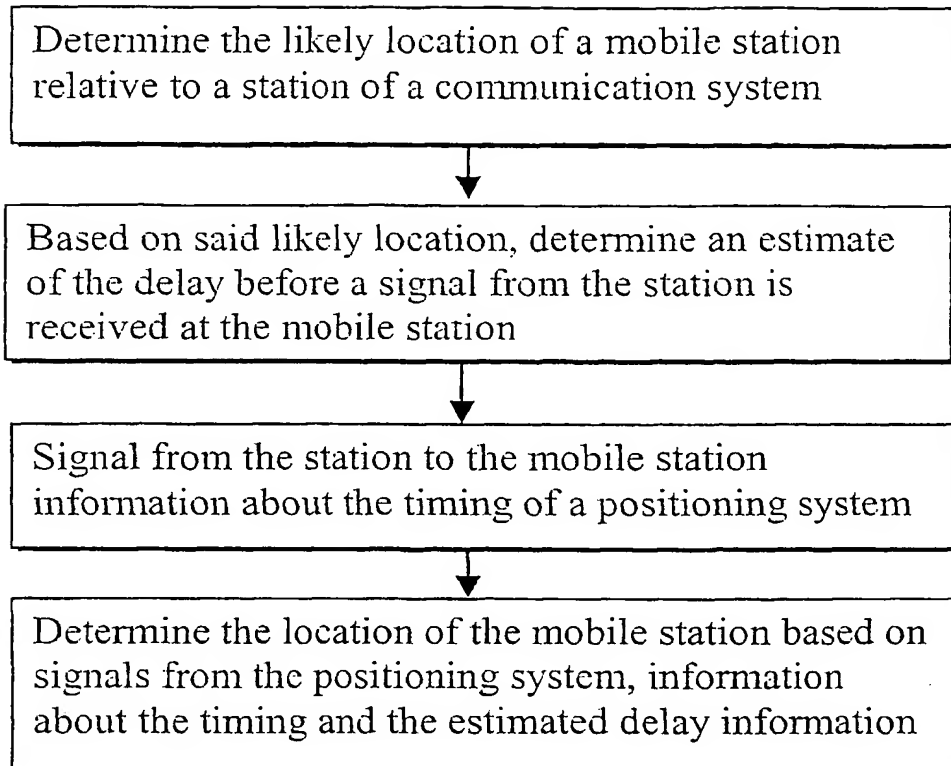 Determine the likely location of a mobile station
relative to a station of a communication system
Based on said likely location, determine an estimate
of the delay before a signal from the station is
received at the mobile station
Signal from the station to the mobile station
information about the timing of a positioning system
Determine the location of the mobile station based on
signals from the positioning system, information
about the timing and the estimated delay information